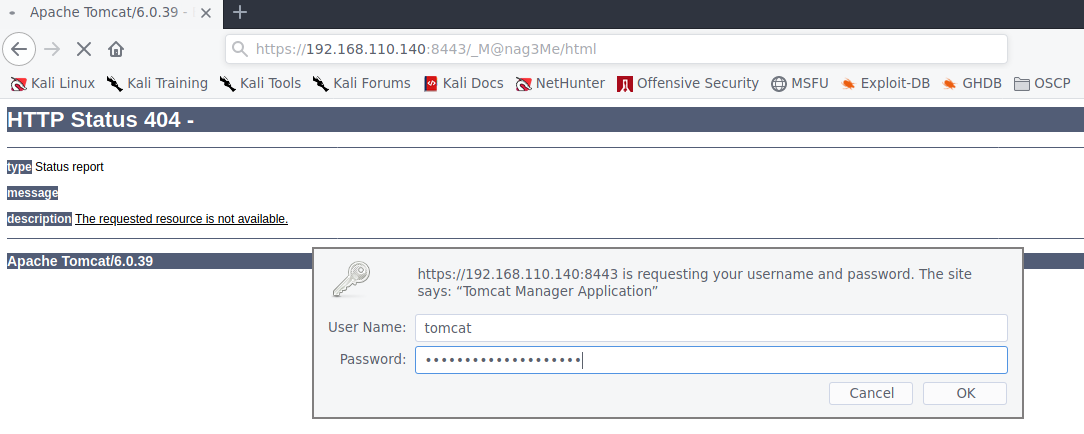 Apache Tomcat/6.0.39 -
https://192.168.110.140:8443/_M@nag3Me/html
Kali Linux Kali Training Kali Tools Kali Forums Kali Docs NetHunter Offensive Security MSFU Exploit-DB GHDB OSCP
HTTP Status 404 -
type Status report
message
description The requested resource is not available.
Apache Tomcat/6.0.39
https://192.168.110.140:8443 is requesting your username and password. The site
says: “Tomcat Manager Application”
User Name: tomcat
Password: ••••••••••••••••••••
Cancel OK